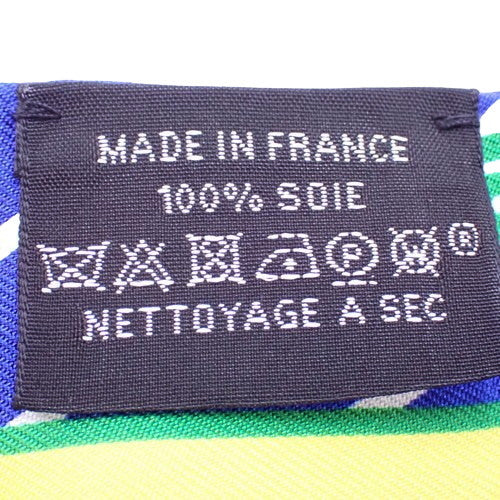 MADE IN FRANCE
100% SOIE
®
NETTOYAGE A SEC